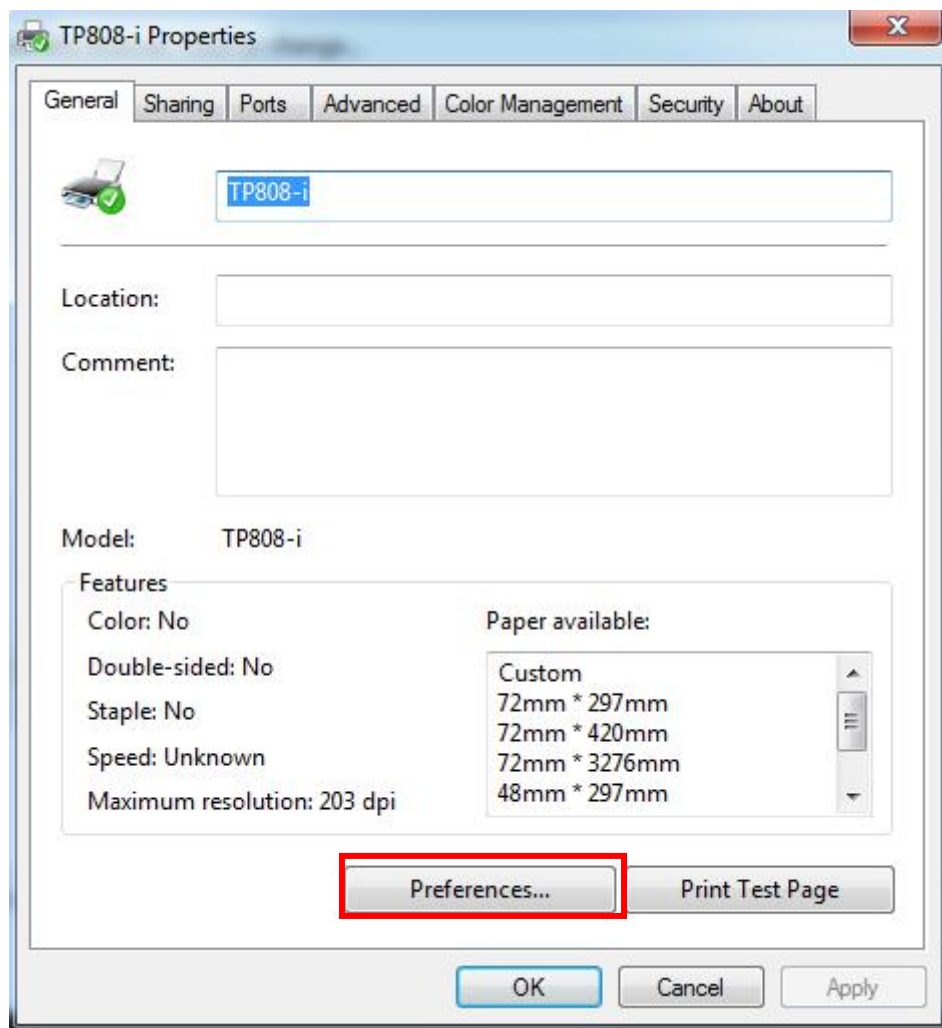 TP808-i Properties
General Sharing Ports Advanced Color Management Security About
TP808-i
Location:
Comment:
Model: TP808-i
Features
Color: No
Double-sided: No
Staple: No
Speed: Unknown
Maximum resolution: 203 dpi
Paper available:
Custom
72mm * 297mm
72mm * 420mm
72mm * 3276mm
48mm * 297mm
Preferences... Print Test Page
OK Cancel Apply